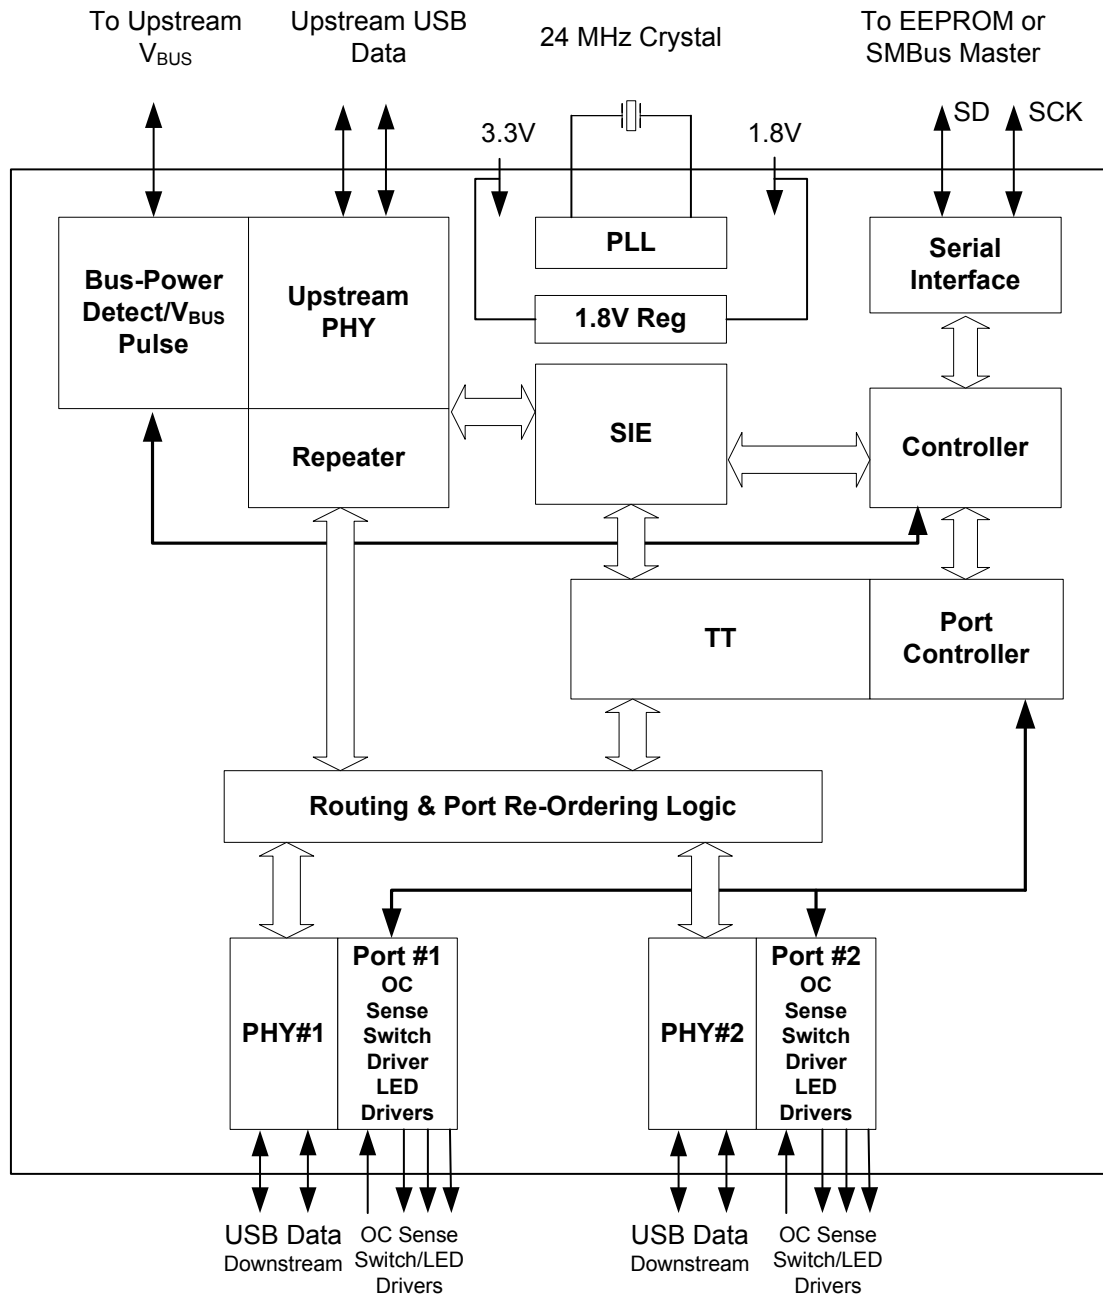 To Upstream
VBUS
Upstream USB
Data
24 MHz Crystal
To EEPROM or
SMBus Master
3.3V
1.8V
SD
SCK
Bus-Power
Detect/VBUS
Pulse
Upstream
PHY
PLL
1.8V Reg
Serial
Interface
Repeater
SIE
Controller
TT
Port
Controller
Routing & Port Re-Ordering Logic
PHY#1
Port #1
OC
Sense
Switch
Driver
LED
Drivers
PHY#2
Port #2
OC
Sense
Switch
Driver
LED
Drivers
USB Data
Downstream
OC Sense
Switch/LED
Drivers
USB Data
Downstream
OC Sense
Switch/LED
Drivers